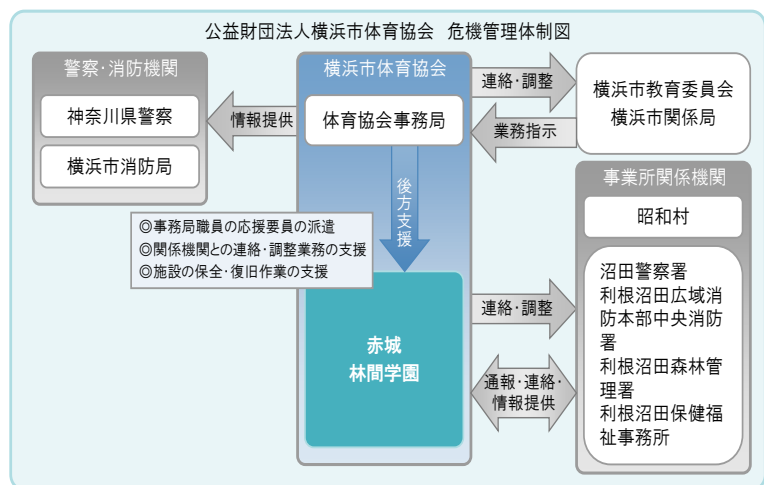 公益財団法人横浜市体育協会 危機管理体制図
警察・消防機関
神奈川県警察
横浜市消防局
情報提供
横浜市体育協会
体育協会事務局
後方支援
◎事務局職員の応援要員の派遣
◎関係機関との連絡・調整業務の支援
◎施設の保全・復旧作業の支援
赤城
林間学園
連絡・調整
業務指示
横浜市教育委員会
横浜市関係局
事業所関係機関
昭和村
連絡・調整
通報・連絡・
情報提供
沼田警察署
利根沼田広域消
防本部中央消防
署
利根沼田森林管
理署
利根沼田保健福
祉事務所